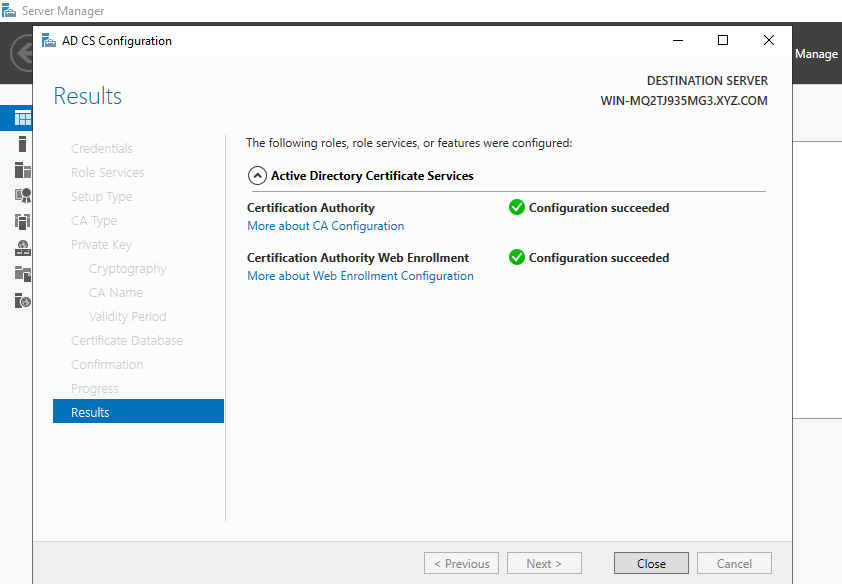 Server Manager
AD CS Configuration
Manage
DESTINATION SERVER
WIN-MQ2TJ935MG3.XYZ.COM
Results
Credentials
Role Services
Setup Type
CA Type
Private Key
Cryptography
CA Name
Validity Period
Certificate Database
Confirmation
Progress
Results
The following roles, role services, or features were configured:
Active Directory Certificate Services
Certification Authority
Configuration succeeded
More about CA Configuration
Certification Authority Web Enrollment
Configuration succeeded
More about Web Enrollment Configuration
< Previous
Next >
Close
Cancel